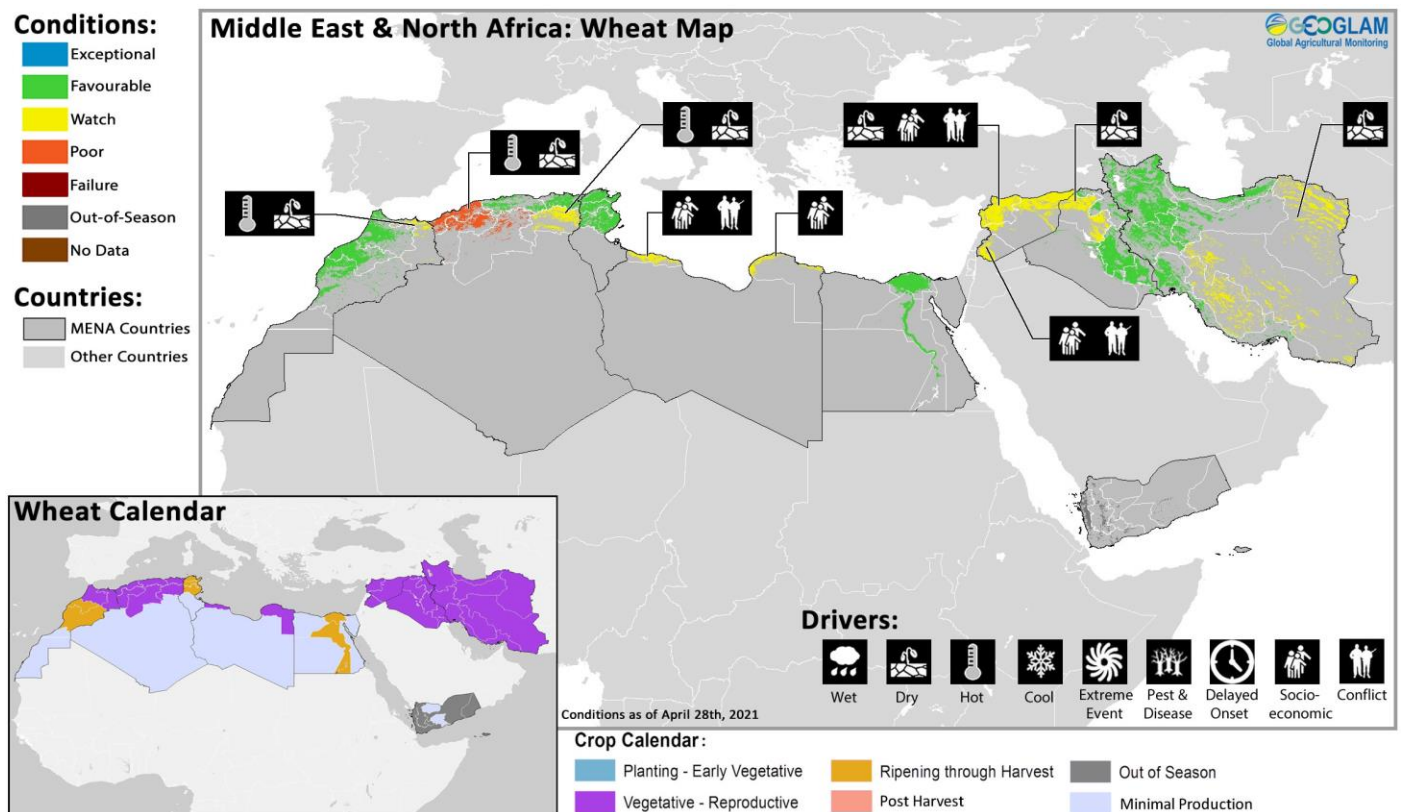 Conditions:
Exceptional
Favourable
Watch
Poor
Failure
Out-of-Season
No Data
Countries:
MENA Countries
Other Countries
Middle East & North Africa: Wheat Map
GEOGLAM
Global Agricultural Monitoring
Wheat Calendar
Drivers:
Wet
Dry
Hot
Cool
Extreme
Event
Pest &
Disease
Delayed
Onset
Socio-
economic
Conflict
Conditions as of April 28th, 2021
Crop Calendar:
Planting - Early Vegetative
Ripening through Harvest
Out of Season
Vegetative - Reproductive
Post Harvest
Minimal Production